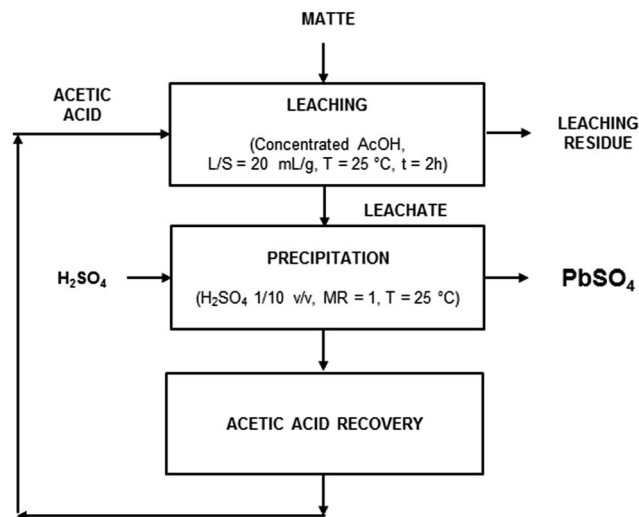 MATTE
ACETIC
ACID
LEACHING
(Concentrated AcOH,
L/S = 20 mL/g, T = 25 °C, t = 2h)
LEACHING
RESIDUE
LEACHATE
H₂SO₄
PRECIPITATION
(H₂SO₄ 1/10 v/v, MR = 1, T = 25 °C)
PbSO₄
ACETIC ACID RECOVERY